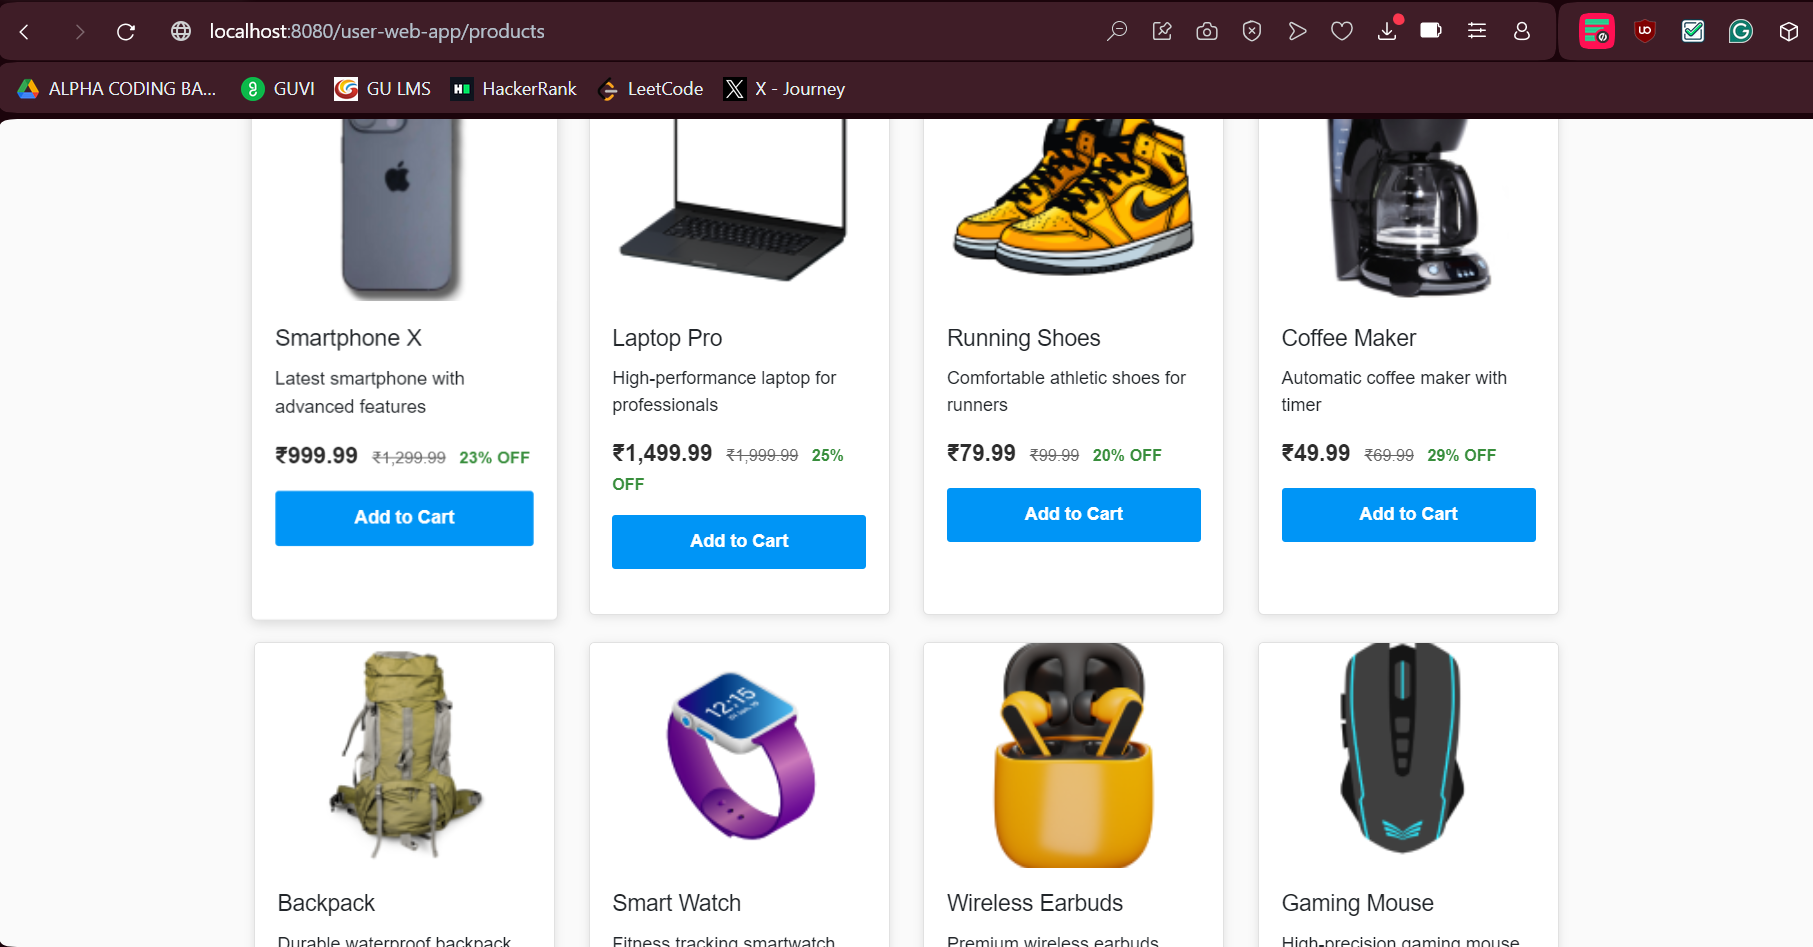 localhost:8080/user-web-app/products
ALPHA CODING BA... GUVI GU LMS HackerRank LeetCode X - Journey
Smartphone X
Latest smartphone with
advanced features
₹999.99 ₹1,299.99 23% OFF
Add to Cart
Laptop Pro
High-performance laptop for
professionals
₹1,499.99 ₹1,999.99 25%
OFF
Add to Cart
Running Shoes
Comfortable athletic shoes for
runners
₹79.99 ₹99.99 20% OFF
Add to Cart
Coffee Maker
Automatic coffee maker with
timer
₹49.99 ₹69.99 29% OFF
Add to Cart
12:15
Backpack
Durable waterproof backpack
Smart Watch
Fitness tracking smartwatch
Wireless Earbuds
Premium wireless earbuds
Gaming Mouse
High-precision gaming mouse